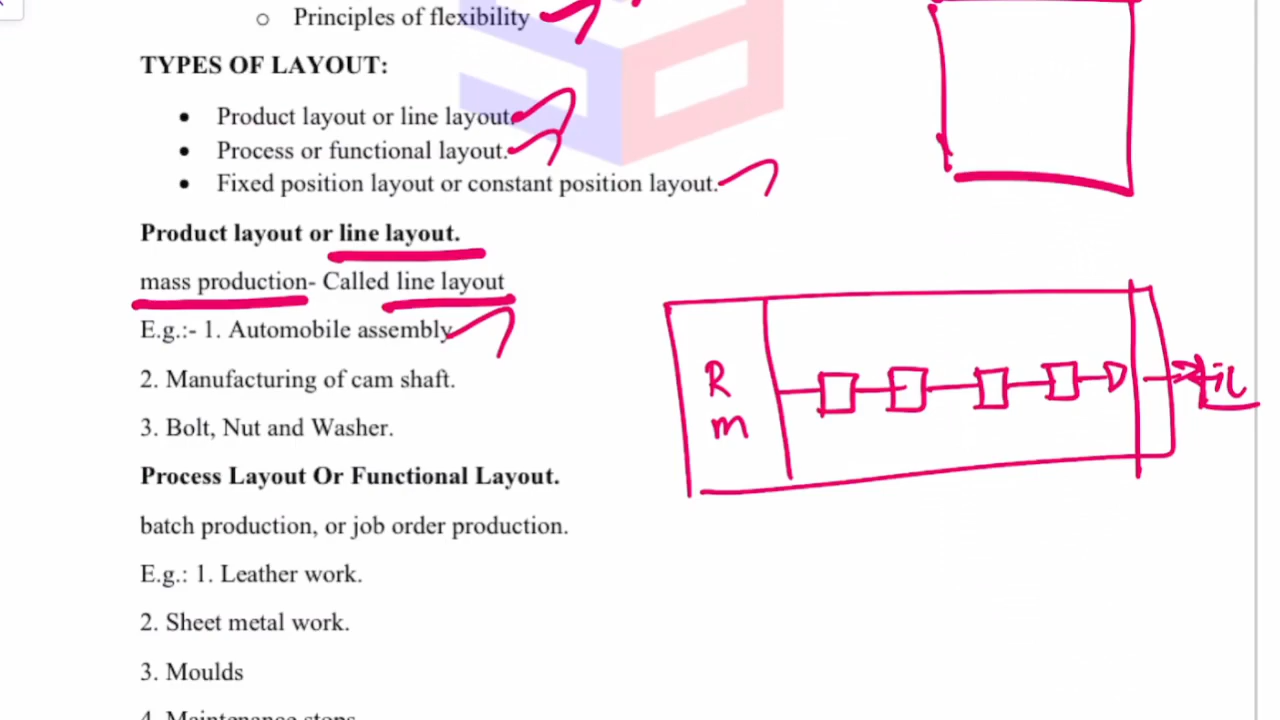 o Principles of flexibility
TYPES OF LAYOUT:
• Product layout or line layout.
• Process or functional layout.
• Fixed position layout or constant position layout.
Product layout or line layout.
mass production- Called line layout
E.g.:- 1. Automobile assembly
2. Manufacturing of cam shaft.
3. Bolt, Nut and Washer.
Process Layout Or Functional Layout.
batch production, or job order production.
E.g.: 1. Leather work.
2. Sheet metal work.
3. Moulds
4. Maintenance stops
R
m